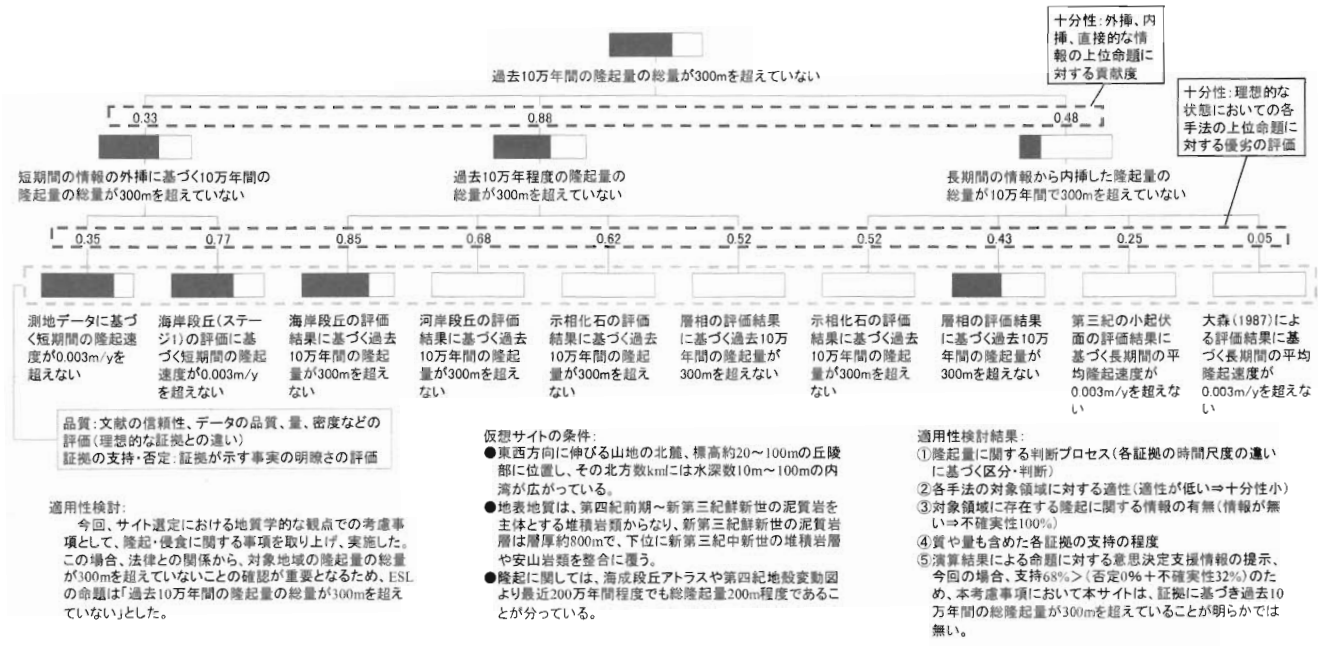 十分性:外挿、内
挿、直接的な情
報の上位命題に
対する貢献度
過去10万年間の隆起量の総量が300mを超えていない
十分性:理想的な
状態においての各
手法の上位命題に
対する優劣の評価
0.33
0.88
0.48
短期間の情報の外挿に基づく10万年間の
隆起量の総量が300mを超えていない
過去10万年程度の隆起量の
総量が300mを超えていない
長期間の情報から内挿した隆起量の
総量が10万年間で300mを超えていない
0.35
0.77
0.85
0.68
0.62
0.52
0.52
0.43
0.25
0.05
測地データに基づ
く短期間の隆起速
度が0.003m/yを
超えない
海岸段丘(ステー
ジ1)の評価に基
づく短期間の隆起
速度が0.003m/y
を超えない
海岸段丘の評価
結果に基づく過去
10万年間の隆起
量が300mを超え
ない
河岸段丘の評価
結果に基づく過去
10万年間の隆起
量が300mを超え
ない
示相化石の評価
結果に基づく過去
10万年間の隆起
量が300mを超え
ない
層相の評価結果
に基づく過去10万
年間の隆起量が
300mを超えない
示相化石の評価
結果に基づく過去
10万年間の隆起
量が300mを超え
ない
層相の評価結果
に基づく過去10万
年間の隆起量が
300mを超えない
第三紀の小起伏
面の評価結果に
基づく長期間の平
均隆起速度が
0.003m/yを超えな
い
大森(1987)によ
る評価結果に基
づく長期間の平均
隆起速度が
0.003m/yを超えな
い
品質:文献の信頼性、データの品質、量、密度などの
評価(理想的な証拠との違い)
証拠の支持・否定:証拠が示す事実の明瞭さの評価
適用性検討:
今回、サイト選定における地質学的な観点での考慮事
項として、隆起・侵食に関する事項を取り上げ、実施した。
この場合、法律との関係から、対象地域の隆起量の総量
が300mを超えていないことの確認が重要となるため、ESL
の命題は「過去10万年間の隆起量の総量が300mを超え
ていない」とした。
仮想サイトの条件:
●東西方向に伸びる山地の北麓、標高約20～100mの丘陵
部に位置し、その北方数kmには水深数10m～100mの内
湾が広がっている。
●地表地質は、第四紀前期～新第三紀鮮新世の泥質岩を
主体とする堆積岩類からなり、新第三紀鮮新世の泥質岩
層は層厚約800mで、下位に新第三紀中新世の堆積岩層
や安山岩類を整合に覆う。
●隆起に関しては、海成段丘アトラスや第四紀地殻変動図
より最近200万年間程度でも総隆起量200m程度であるこ
とが分っている。
適用性検討結果:
①隆起量に関する判断プロセス(各証拠の時間尺度の違い
に基づく区分・判断)
②各手法の対象領域に対する適性(適性が低い⇒十分性小)
③対象領域に存在する隆起に関する情報の有無(情報が無
い⇒不確実性100%)
④質や量も含めた各証拠の支持の程度
⑤演算結果による命題に対する意思決定支援情報の提示、
今回の場合、支持68%＞(否定0%＋不確実性32%)のた
め、本考慮事項において本サイトは、証拠に基づき過去10
万年間の総隆起量が300mを超えていることが明らかでは
無い。